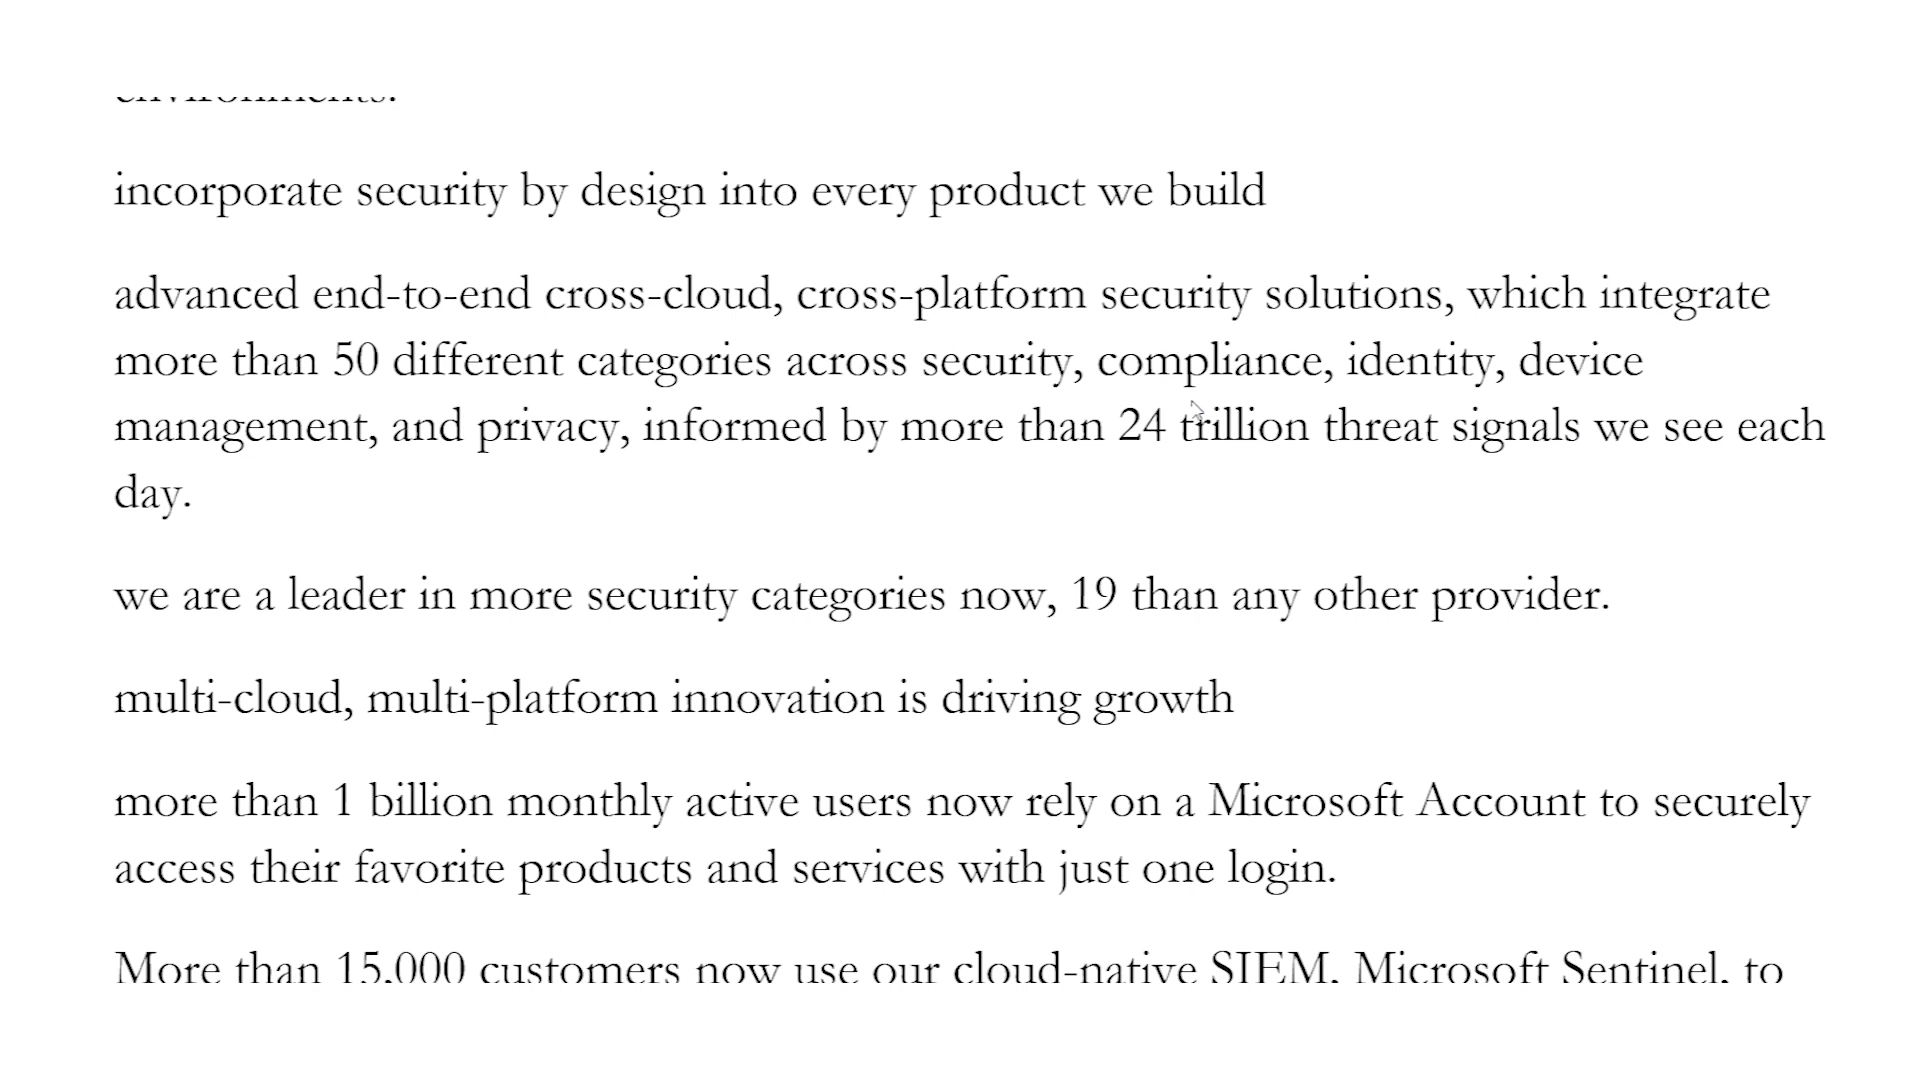 environments.
incorporate security by design into every product we build
advanced end-to-end cross-cloud, cross-platform security solutions, which integrate
more than 50 different categories across security, compliance, identity, device
management, and privacy, informed by more than 24 trillion threat signals we see each
day.
we are a leader in more security categories now, 19 than any other provider.
multi-cloud, multi-platform innovation is driving growth
more than 1 billion monthly active users now rely on a Microsoft Account to securely
access their favorite products and services with just one login.
More than 15,000 customers now use our cloud-native SIEM, Microsoft Sentinel, to